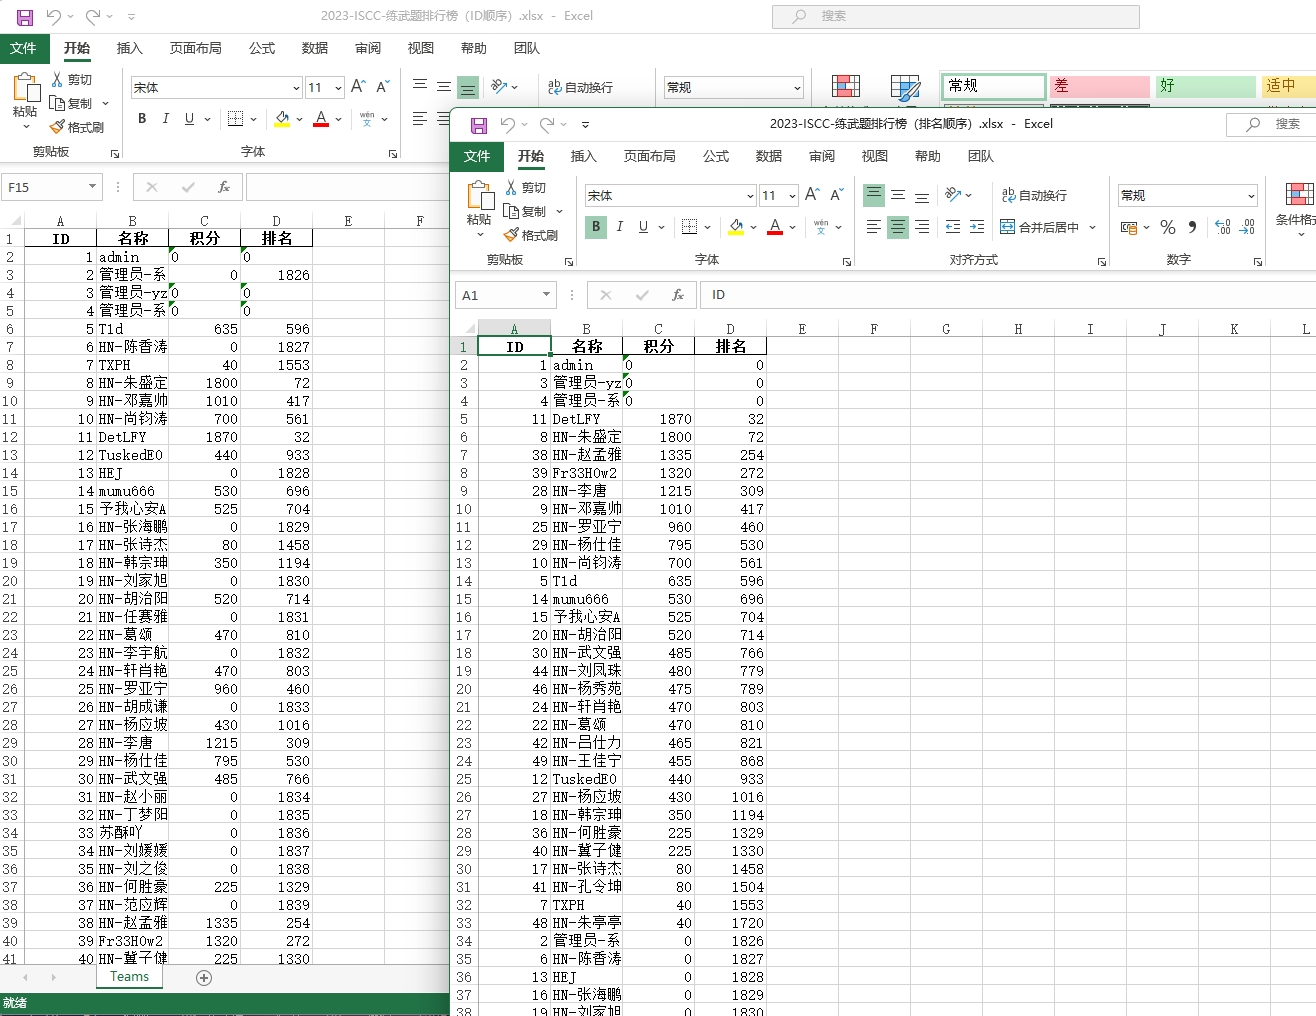 2023-ISCC-练武题排行榜（ID顺序）.xlsx - Excel
搜索
文件 开始 插入 页面布局 公式 数据 审阅 视图 帮助 团队
粘贴 剪切 复制 格式刷
宋体 11
B I U A wén 文
自动换行
常规
常规 差 好 适中
剪贴板 字体
F15 fx
A B C D E F
1 ID 名称 积分 排名
2 1 admin 0 0
3 2 管理员-系 0 1826
4 3 管理员-yz 0 0
5 4 管理员-系 0 0
6 5 T1d 635 596
7 6 HN-陈香涛 0 1827
8 7 TXPH 40 1553
9 8 HN-朱盛定 1800 72
10 9 HN-邓嘉帅 1010 417
11 10 HN-尚钧涛 700 561
12 11 DetLFY 1870 32
13 12 TuskedE0 440 933
14 13 HEJ 0 1828
15 14 mumu666 530 696
16 15 予我心安A 525 704
17 16 HN-张海鹏 0 1829
18 17 HN-张诗杰 80 1458
19 18 HN-韩宗珅 350 1194
20 19 HN-刘家旭 0 1830
21 20 HN-胡治阳 520 714
22 21 HN-任赛雅 0 1831
23 22 HN-葛颂 470 810
24 23 HN-李宇航 0 1832
25 24 HN-轩肖艳 470 803
26 25 HN-罗亚宁 960 460
27 26 HN-胡成谦 0 1833
28 27 HN-杨应坡 430 1016
29 28 HN-李唐 1215 309
30 29 HN-杨仕佳 795 530
31 30 HN-武文强 485 766
32 31 HN-赵小丽 0 1834
33 32 HN-丁梦阳 0 1835
34 33 苏酥吖 0 1836
35 34 HN-刘媛媛 0 1837
36 35 HN-刘之俊 0 1838
37 36 HN-何胜豪 225 1329
38 37 HN-范应辉 0 1839
39 38 HN-赵孟雅 1335 254
40 39 Fr33H0w2 1320 272
41 40 HN-冀子健 225 1330
Teams
就绪
2023-ISCC-练武题排行榜（排名顺序）.xlsx - Excel
搜索
文件 开始 插入 页面布局 公式 数据 审阅 视图 帮助 团队
粘贴 剪切 复制 格式刷
宋体 11
B I U A wén 文
自动换行
合并后居中
常规
条件格式
剪贴板 字体 对齐方式 数字
A1 fx ID
A B C D E F G H I J K L
1 ID 名称 积分 排名
2 1 admin 0 0
3 3 管理员-yz 0 0
4 4 管理员-系 0 0
5 11 DetLFY 1870 32
6 8 HN-朱盛定 1800 72
7 38 HN-赵孟雅 1335 254
8 39 Fr33H0w2 1320 272
9 28 HN-李唐 1215 309
10 9 HN-邓嘉帅 1010 417
11 25 HN-罗亚宁 960 460
12 29 HN-杨仕佳 795 530
13 10 HN-尚钧涛 700 561
14 5 T1d 635 596
15 14 mumu666 530 696
16 15 予我心安A 525 704
17 20 HN-胡治阳 520 714
18 30 HN-武文强 485 766
19 44 HN-刘凤珠 480 779
20 46 HN-杨秀苑 475 789
21 24 HN-轩肖艳 470 803
22 22 HN-葛颂 470 810
23 42 HN-吕仕力 465 821
24 49 HN-王佳宁 455 868
25 12 TuskedE0 440 933
26 27 HN-杨应坡 430 1016
27 18 HN-韩宗珅 350 1194
28 36 HN-何胜豪 225 1329
29 40 HN-冀子健 225 1330
30 17 HN-张诗杰 80 1458
31 41 HN-孔令坤 80 1504
32 7 TXPH 40 1553
33 48 HN-朱亭亭 40 1720
34 2 管理员-系 0 1826
35 6 HN-陈香涛 0 1827
36 13 HEJ 0 1828
37 16 HN-张海鹏 0 1829
38 19 HN-刘家旭 0 1830